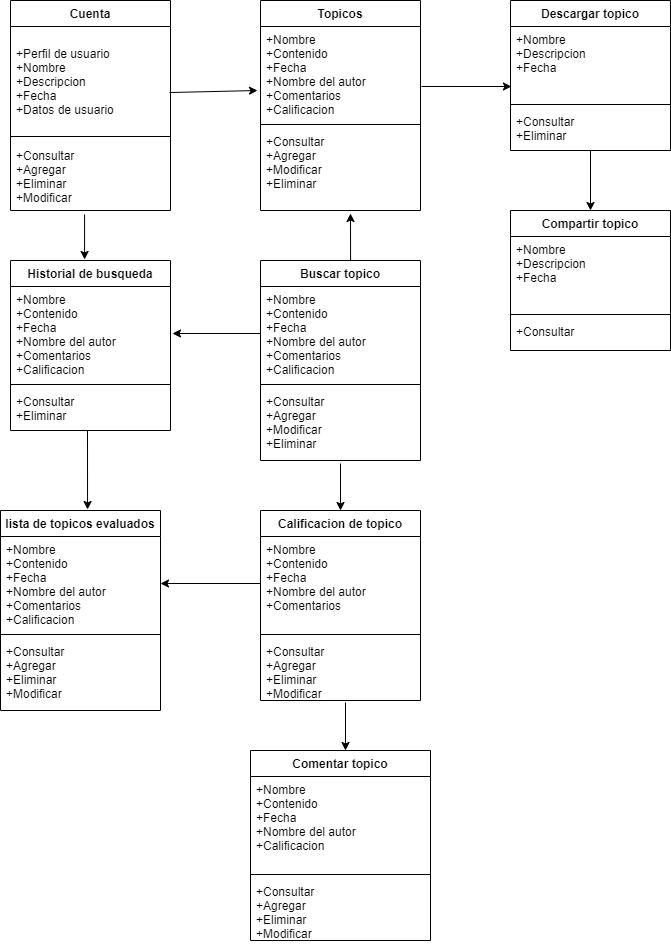 Cuenta
+Perfil de usuario
+Nombre
+Descripcion
+Fecha
+Datos de usuario
+Consultar
+Agregar
+Eliminar
+Modificar
Topicos
+Nombre
+Contenido
+Fecha
+Nombre del autor
+Comentarios
+Calificacion
+Consultar
+Agregar
+Modificar
+Eliminar
Descargar topico
+Nombre
+Descripcion
+Fecha
+Consultar
+Eliminar
Compartir topico
+Nombre
+Descripcion
+Fecha
+Consultar
Historial de busqueda
+Nombre
+Contenido
+Fecha
+Nombre del autor
+Comentarios
+Calificacion
+Consultar
+Eliminar
Buscar topico
+Nombre
+Contenido
+Fecha
+Nombre del autor
+Comentarios
+Calificacion
+Consultar
+Agregar
+Modificar
+Eliminar
lista de topicos evaluados
+Nombre
+Contenido
+Fecha
+Nombre del autor
+Comentarios
+Calificacion
+Consultar
+Agregar
+Eliminar
+Modificar
Calificacion de topico
+Nombre
+Contenido
+Fecha
+Nombre del autor
+Comentarios
+Consultar
+Agregar
+Eliminar
+Modificar
Comentar topico
+Nombre
+Contenido
+Fecha
+Nombre del autor
+Calificacion
+Consultar
+Agregar
+Eliminar
+Modificar